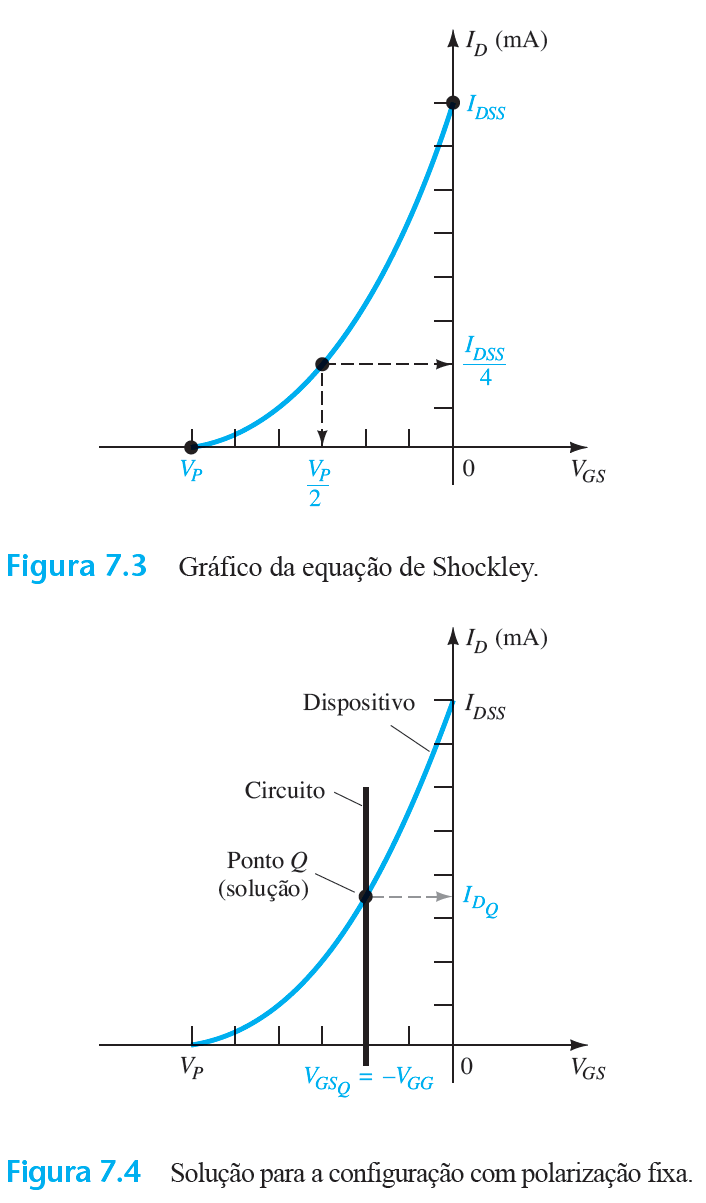 I_D (mA)
I_DSS
I_DSS
4
V_P
V_P
2
0
V_GS
Figura 7.3 Gráfico da equação de Shockley.
I_D (mA)
Dispositivo
I_DSS
Circuito
Ponto Q
(solução)
I_DQ
V_P
V_GSQ = –V_GG
0
V_GS
Figura 7.4 Solução para a configuração com polarização fixa.